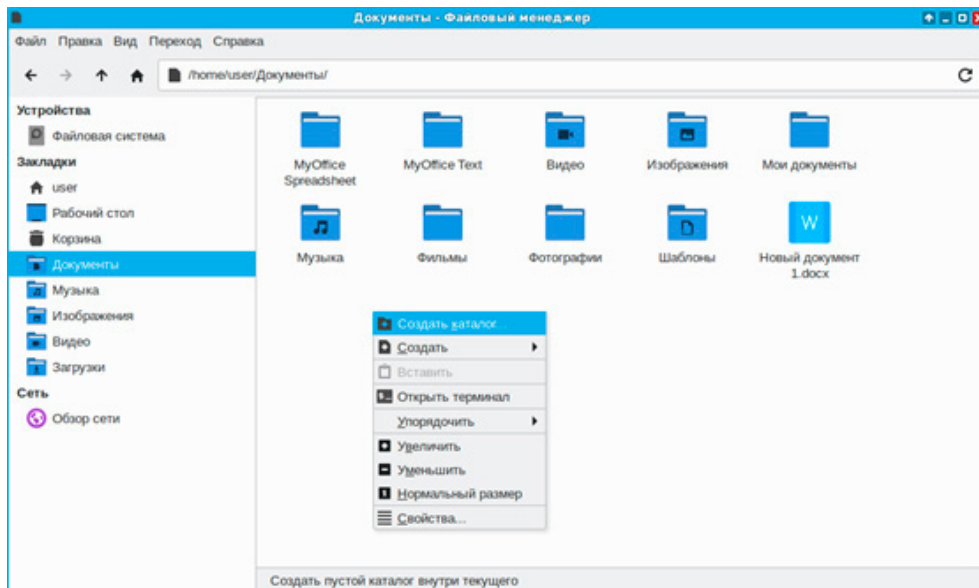 Документы - Файловый менеджер
Файл Правка Вид Переход Справка
/home/user/Документы/
Устройства
Файловая система
Закладки
user
Рабочий стол
Корзина
Документы
Музыка
Изображения
Видео
Загрузки
Сеть
Обзор сети
MyOffice
Spreadsheet
MyOffice Text
Видео
Изображения
Мои документы
Музыка
Фильмы
Фотографии
Шаблоны
W
Новый документ
1.docx
Создать каталог...
Создать
Вставить
Открыть терминал
Упорядочить
Увеличить
Уменьшить
Нормальный размер
Свойства...
Создать пустой каталог внутри текущего